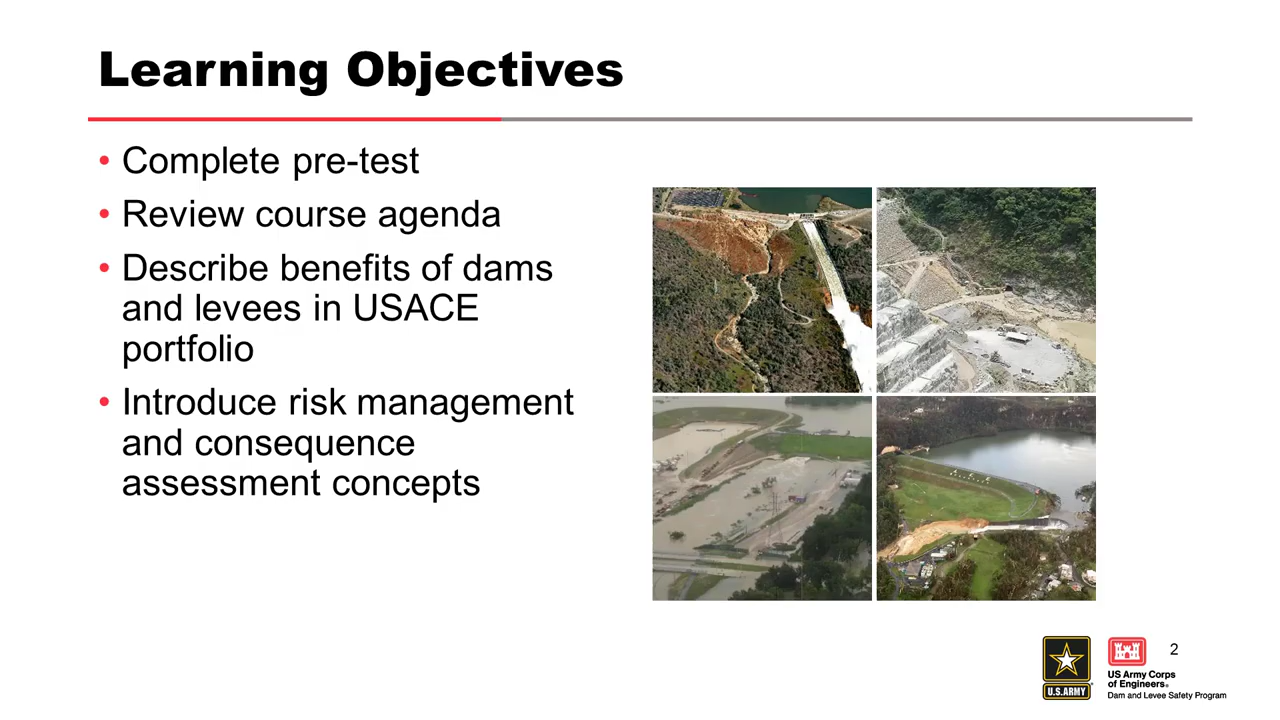 Learning Objectives
• Complete pre-test
• Review course agenda
• Describe benefits of dams
and levees in USACE
portfolio
• Introduce risk management
and consequence
assessment concepts
2
U.S.ARMY
US Army Corps
of Engineers®
Dam and Levee Safety Program